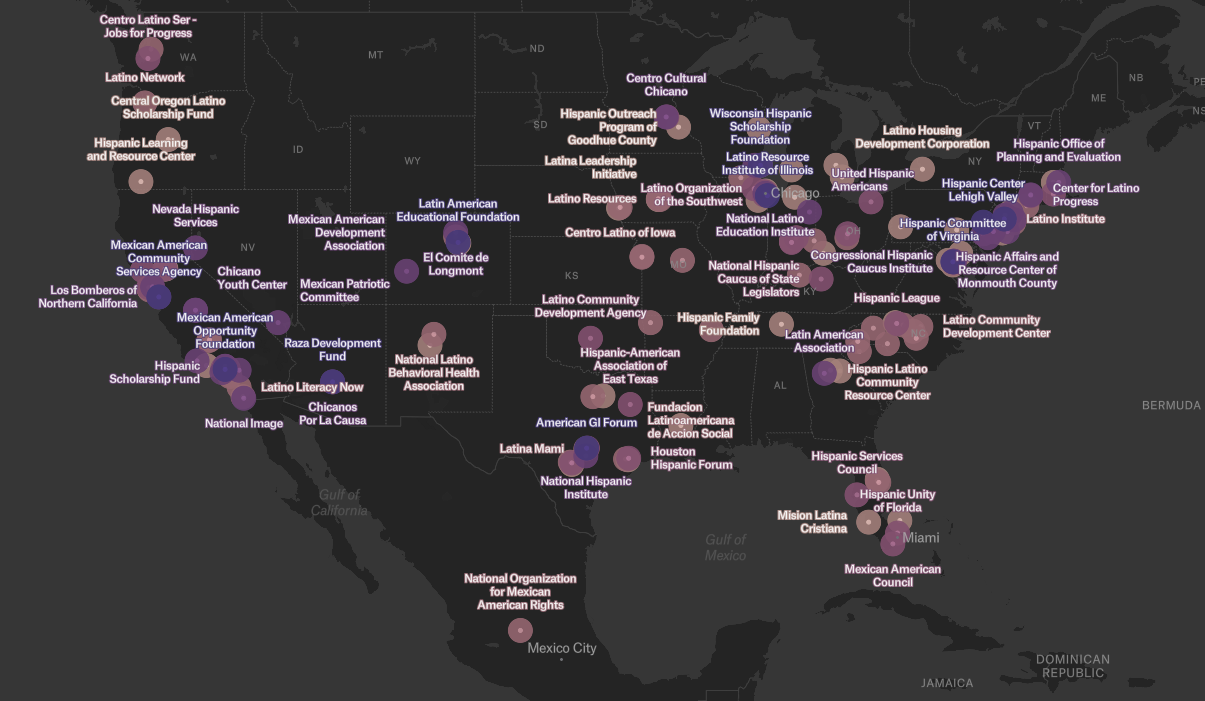 Centro Latino Ser -
Jobs for Progress
WA
Latino Network
Central Oregon Latino
Scholarship Fund
Hispanic Learning
and Resource Center
MT
ND
ID
WY
SD
Centro Cultural
Chicano
Hispanic Outreach
Program of
Goodhue County
Wisconsin Hispanic
Scholarship
Foundation
Latina Leadership
Initiative
Latino Resource
Institute of Illinois
Latino Housing
Development Corporation
NB
ME
PE
NS
VT
NY
Hispanic Office of
Planning and Evaluation
United Hispanic
Americans
Hispanic Center
Lehigh Valley
Center for Latino
Progress
Latino Resources
Latino Organization
of the Southwest
Chicago
National Latino
Education Institute
OH
Hispanic Committee
of Virginia
Latino Institute
Centro Latino of Iowa
MO
Congressional Hispanic
Caucus Institute
Hispanic Affairs and
Resource Center of
Monmouth County
Nevada Hispanic
Services
NV
Mexican American
Community
Services Agency
Chicano
Youth Center
Los Bomberos of
Northern California
Mexican American
Development
Association
Latin American
Educational Foundation
El Comite de
Longmont
Mexican Patriotic
Committee
KS
National Hispanic
Caucus of State
Legislators
KY
Hispanic League
Mexican American
Opportunity
Foundation
Raza Development
Fund
Hispanic
Scholarship Fund
Latino Literacy Now
National Image
Chicanos
Por La Causa
National Latino
Behavioral Health
Association
Latino Community
Development Agency
Hispanic Family
Foundation
Latin American
Association
NC
Latino Community
Development Center
Hispanic-American
Association of
East Texas
AL
Hispanic Latino
Community
Resource Center
American GI Forum
Fundacion
Latinoamericana
de Accion Social
BERMUDA
Latina Mami
Houston
Hispanic Forum
National Hispanic
Institute
Hispanic Services
Council
Hispanic Unity
of Florida
Mision Latina
Cristiana
Miami
Mexican American
Council
Gulf of
California
Gulf of
Mexico
National Organization
for Mexican
American Rights
Mexico City
DOMINICAN
REPUBLIC
JAMAICA